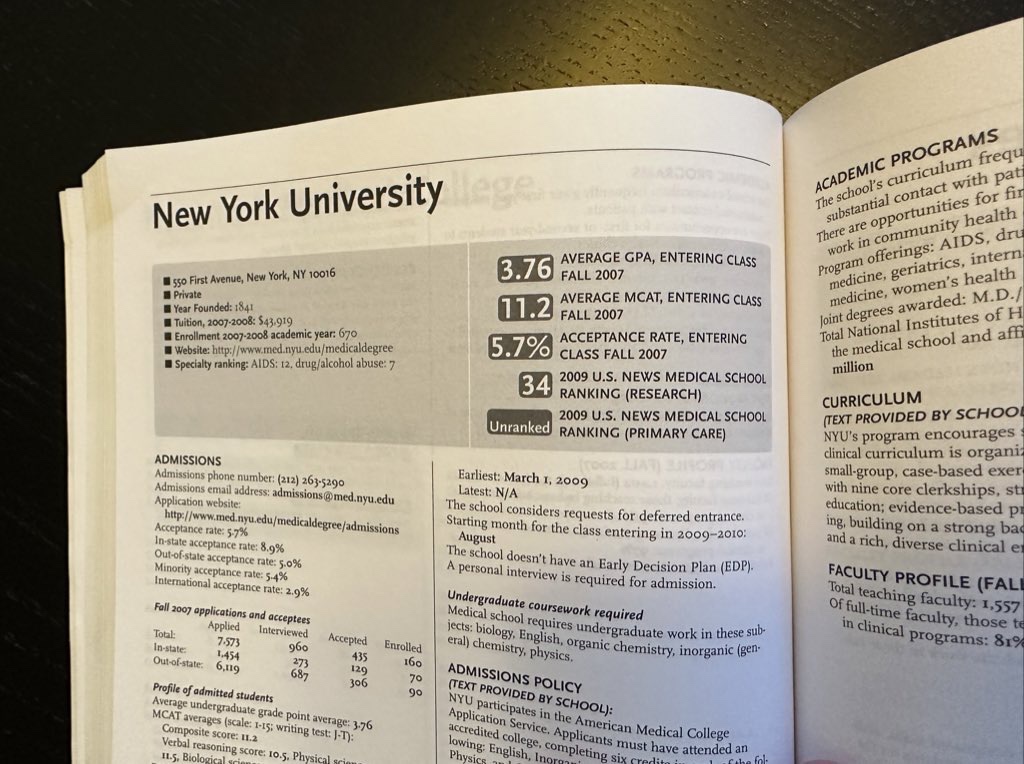 New York University
■ 550 First Avenue, New York, NY 10016
■ Private
■ Year Founded: 1841
■ Tuition, 2007-2008: $43,919
■ Enrollment 2007-2008 academic year: 670
■ Website: http://www.med.nyu.edu/medicaldegree
■ Specialty ranking: AIDS: 12, drug/alcohol abuse: 7
3.76 AVERAGE GPA, ENTERING CLASS
FALL 2007
11.2 AVERAGE MCAT, ENTERING CLASS
FALL 2007
5.7% ACCEPTANCE RATE, ENTERING
CLASS FALL 2007
34 2009 U.S. NEWS MEDICAL SCHOOL
RANKING (RESEARCH)
Unranked 2009 U.S. NEWS MEDICAL SCHOOL
RANKING (PRIMARY CARE)
ADMISSIONS
Admissions phone number: (212) 263-5290
Admissions email address: admissions@med.nyu.edu
Application website:
http://www.med.nyu.edu/medicaldegree/admissions
Acceptance rate: 5.7%
In-state acceptance rate: 8.9%
Out-of-state acceptance rate: 5.0%
Minority acceptance rate: 5.4%
International acceptance rate: 2.9%
Fall 2007 applications and acceptees
Applied Interviewed Accepted Enrolled
Total: 7,573 960 435 160
In-state: 1,454 273 129 70
Out-of-state: 6,119 687 306 90
Profile of admitted students
Average undergraduate grade point average: 3.76
MCAT averages (scale: 1-15; writing test: J-T):
Composite score: 11.2
Verbal reasoning score: 10.5, Physical
11.5, Biological
Earliest: March 1, 2009
Latest: N/A
The school considers requests for deferred entrance.
Starting month for the class entering in 2009–2010:
August
The school doesn't have an Early Decision Plan (EDP).
A personal interview is required for admission.
Undergraduate coursework required
Medical school requires undergraduate work in these sub-
jects: biology, English, organic chemistry, inorganic (gen-
eral) chemistry, physics.
ADMISSIONS POLICY
(TEXT PROVIDED BY SCHOOL):
NYU participates in the American Medical College
Application Service. Applicants must have attended an
accredited college, completing six credits in each of the fol-
lowing: English,
Physics,
ACADEMIC PROGRAMS
The school's curriculum
substantial contact with
There are opportunities for
work in community health
Program offerings: AIDS,
medicine, geriatrics,
medicine, women's health
Joint degrees awarded: M.D./
Total National Institutes of
the medical school and
million
CURRICULUM
(TEXT PROVIDED BY
NYU's program encourages
clinical curriculum is
small-group, case-based
with nine core clerkships,
education; evidence-based
ing, building on a strong
and a rich, diverse clinical
FACULTY PROFILE
Total teaching faculty: 1,557
Of full-time faculty, those
in clinical programs: 81%